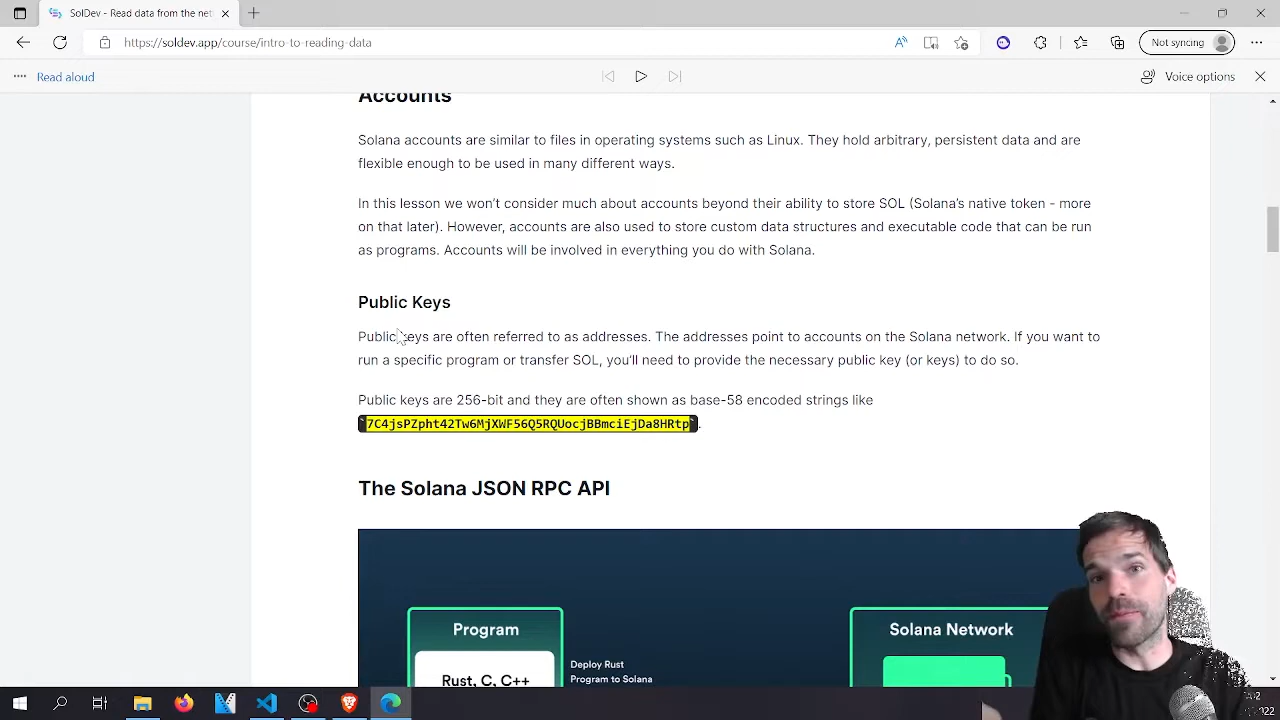 SolDev - Read data from the net
https://soldev.app/course/intro-to-reading-data
Not syncing
Read aloud
Voice options
Accounts
Solana accounts are similar to files in operating systems such as Linux. They hold arbitrary, persistent data and are
flexible enough to be used in many different ways.
In this lesson we won't consider much about accounts beyond their ability to store SOL (Solana's native token - more
on that later). However, accounts are also used to store custom data structures and executable code that can be run
as programs. Accounts will be involved in everything you do with Solana.
Public Keys
Public keys are often referred to as addresses. The addresses point to accounts on the Solana network. If you want to
run a specific program or transfer SOL, you'll need to provide the necessary public key (or keys) to do so.
Public keys are 256-bit and they are often shown as base-58 encoded strings like
`7C4jsPZpht42Tw6MjXWF56Q5RQUocjBBmciEjDa8HRtp`.
The Solana JSON RPC API
Program
Solana Network
Deploy Rust
Program to Solana
Rust, C, C++